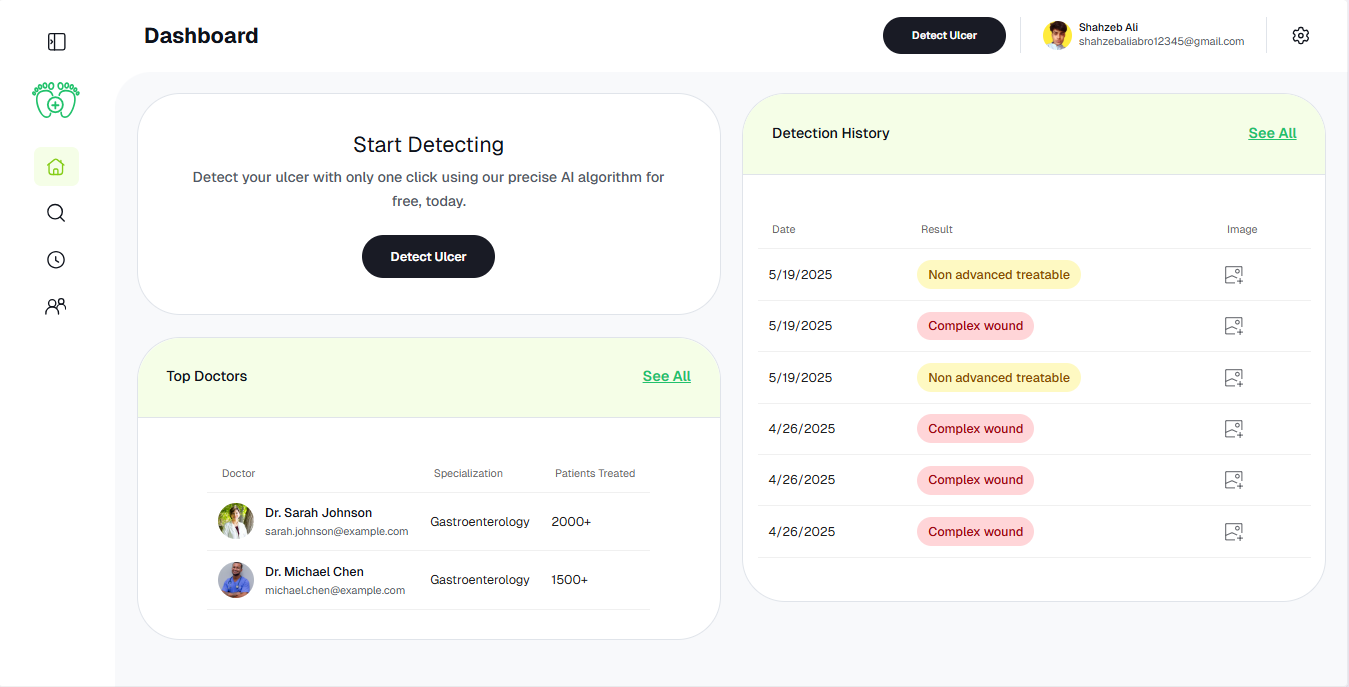 Dashboard
Detect Ulcer
Shahzeb Ali
shahzebaliabro12345@gmail.com
Start Detecting
Detect your ulcer with only one click using our precise AI algorithm for
free, today.
Detect Ulcer
Top Doctors
See All
Doctor Specialization Patients Treated
Dr. Sarah Johnson
sarah.johnson@example.com
Gastroenterology 2000+
Dr. Michael Chen
michael.chen@example.com
Gastroenterology 1500+
Detection History
See All
Date Result Image
5/19/2025 Non advanced treatable
5/19/2025 Complex wound
5/19/2025 Non advanced treatable
4/26/2025 Complex wound
4/26/2025 Complex wound
4/26/2025 Complex wound